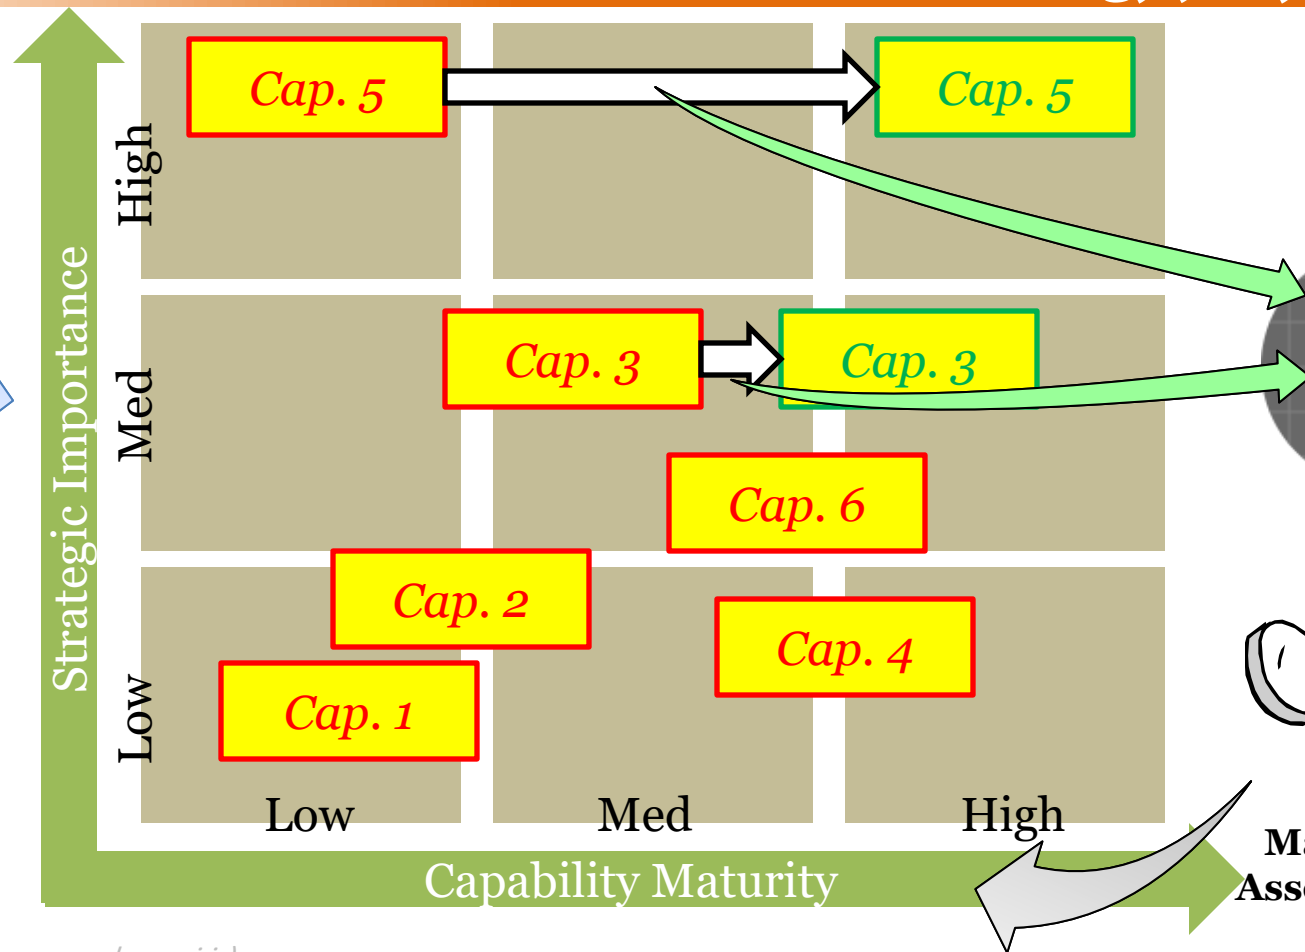 Strategic Importance
High
Cap. 5
Cap. 5
Med
Cap. 3
Cap. 3
Cap. 6
Low
Cap. 2
Cap. 4
Cap. 1
Low
Med
High
Capability Maturity